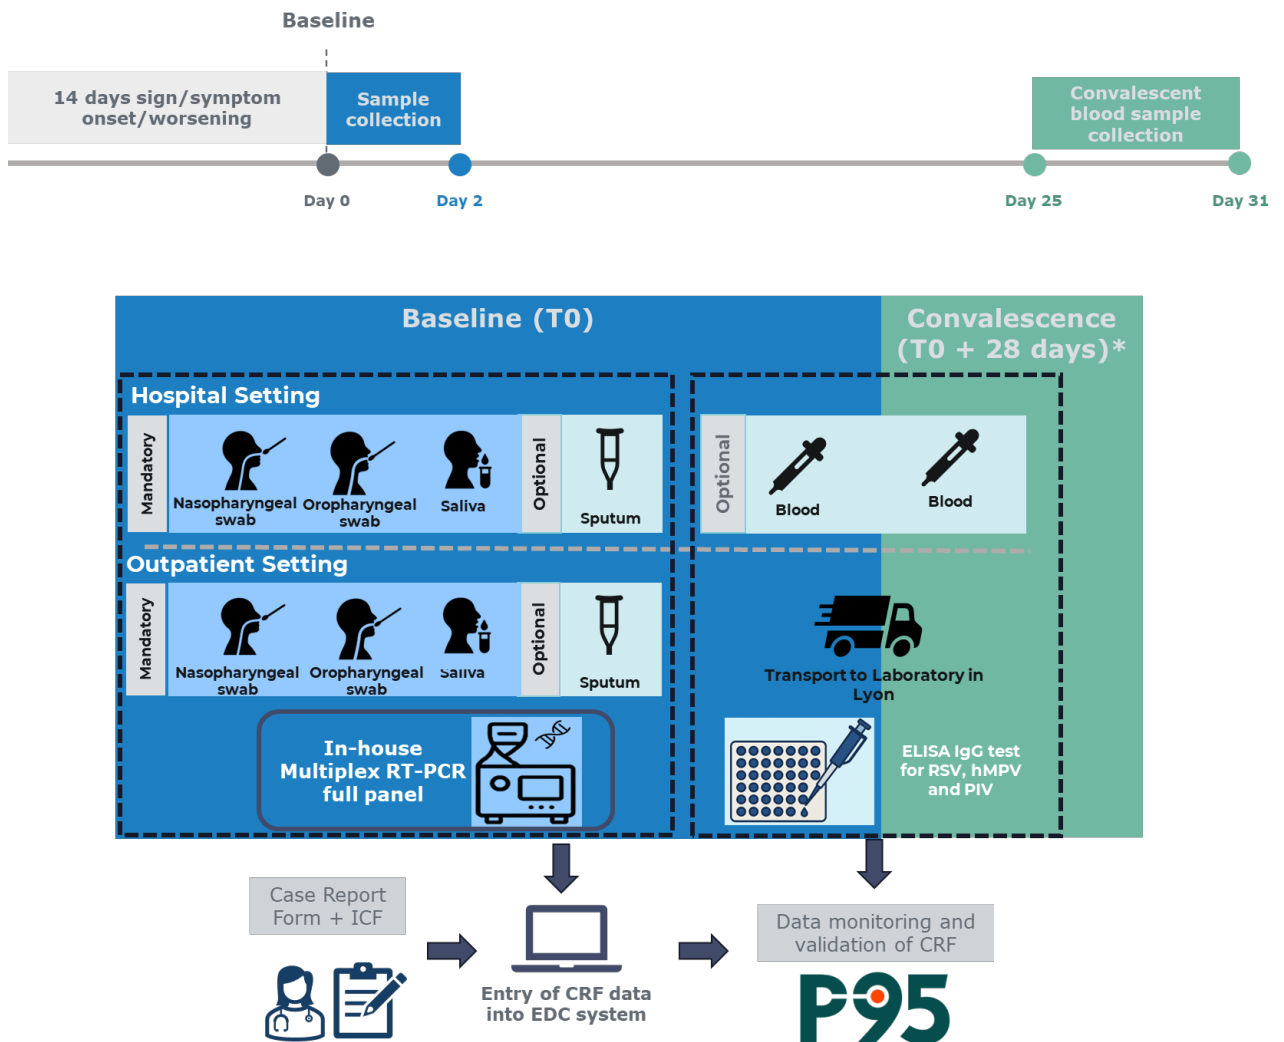 Baseline
14 days sign/symptom
onset/worsening
Sample
collection
Convalescent
blood sample
collection
Day 0
Day 2
Day 25
Day 31
Baseline (T0)
Convalescence
(T0 + 28 days)*
Hospital Setting
Mandatory
Nasopharyngeal
swab
Oropharyngeal
swab
Saliva
Optional
Sputum
Optional
Blood
Blood
Outpatient Setting
Mandatory
Nasopharyngeal
swab
Oropharyngeal
swab
Saliva
Optional
Sputum
Transport to Laboratory in
Lyon
In-house
Multiplex RT-PCR
full panel
ELISA IgG test
for RSV, hMPV
and PIV
Case Report
Form + ICF
Entry of CRF data
into EDC system
Data monitoring and
validation of CRF
P95